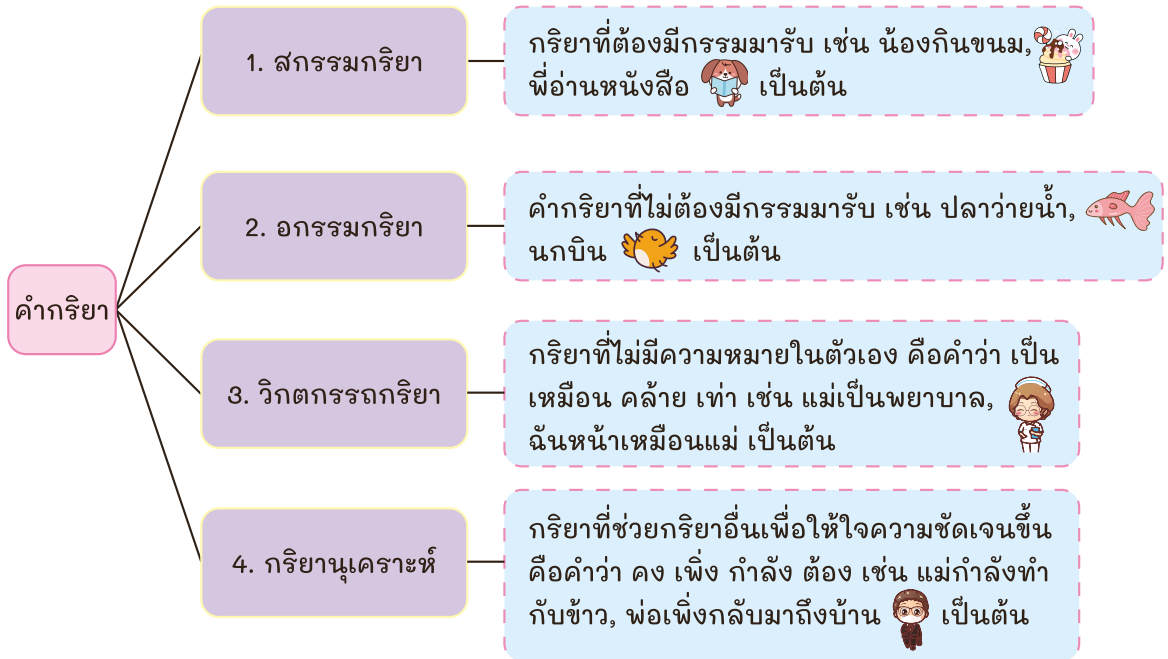 คำกริยา
1. สกรรมกริยา
กริยาที่ต้องมีกรรมมารับ เช่น น้องกินขนม,
พี่อ่านหนังสือ เป็นต้น
2. อกรรมกริยา
คำกริยาที่ไม่ต้องมีกรรมมารับ เช่น ปลาว่ายน้ำ,
นกบิน เป็นต้น
3. วิกตกรรถกริยา
กริยาที่ไม่มีความหมายในตัวเอง คือคำว่า เป็น
เหมือน คล้าย เท่า เช่น แม่เป็นพยาบาล,
ฉันหน้าเหมือนแม่ เป็นต้น
4. กริยานุเคราะห์
กริยาที่ช่วยกริยาอื่นเพื่อให้ใจความชัดเจนขึ้น
คือคำว่า คง เพิ่ง กำลัง ต้อง เช่น แม่กำลังทำ
กับข้าว, พ่อเพิ่งกลับมาถึงบ้าน เป็นต้น